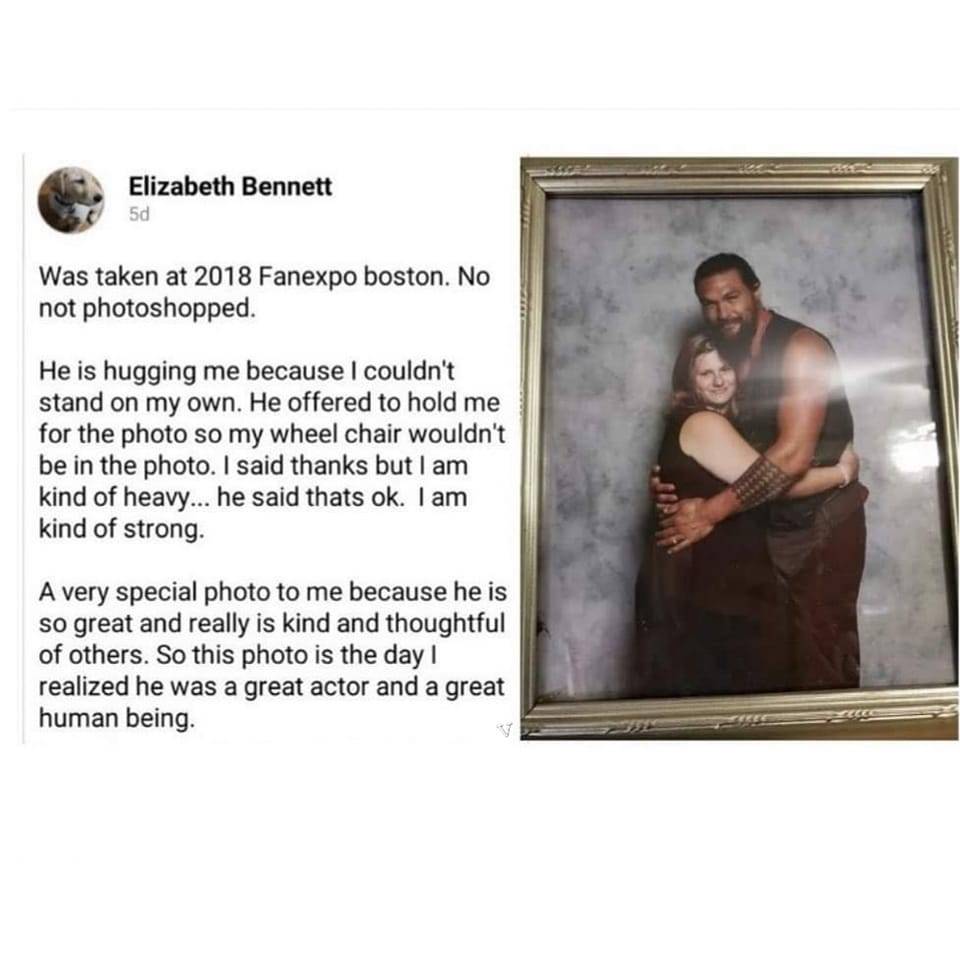 Elizabeth Bennett
5d
Was taken at 2018 Fanexpo boston. No
not photoshopped.
He is hugging me because I couldn't
stand on my own. He offered to hold me
for the photo so my wheel chair wouldn't
be in the photo. I said thanks but I am
kind of heavy... he said thats ok. I am
kind of strong.
A very special photo to me because he is
so great and really is kind and thoughtful
of others. So this photo is the day I
realized he was a great actor and a great
human being.
V